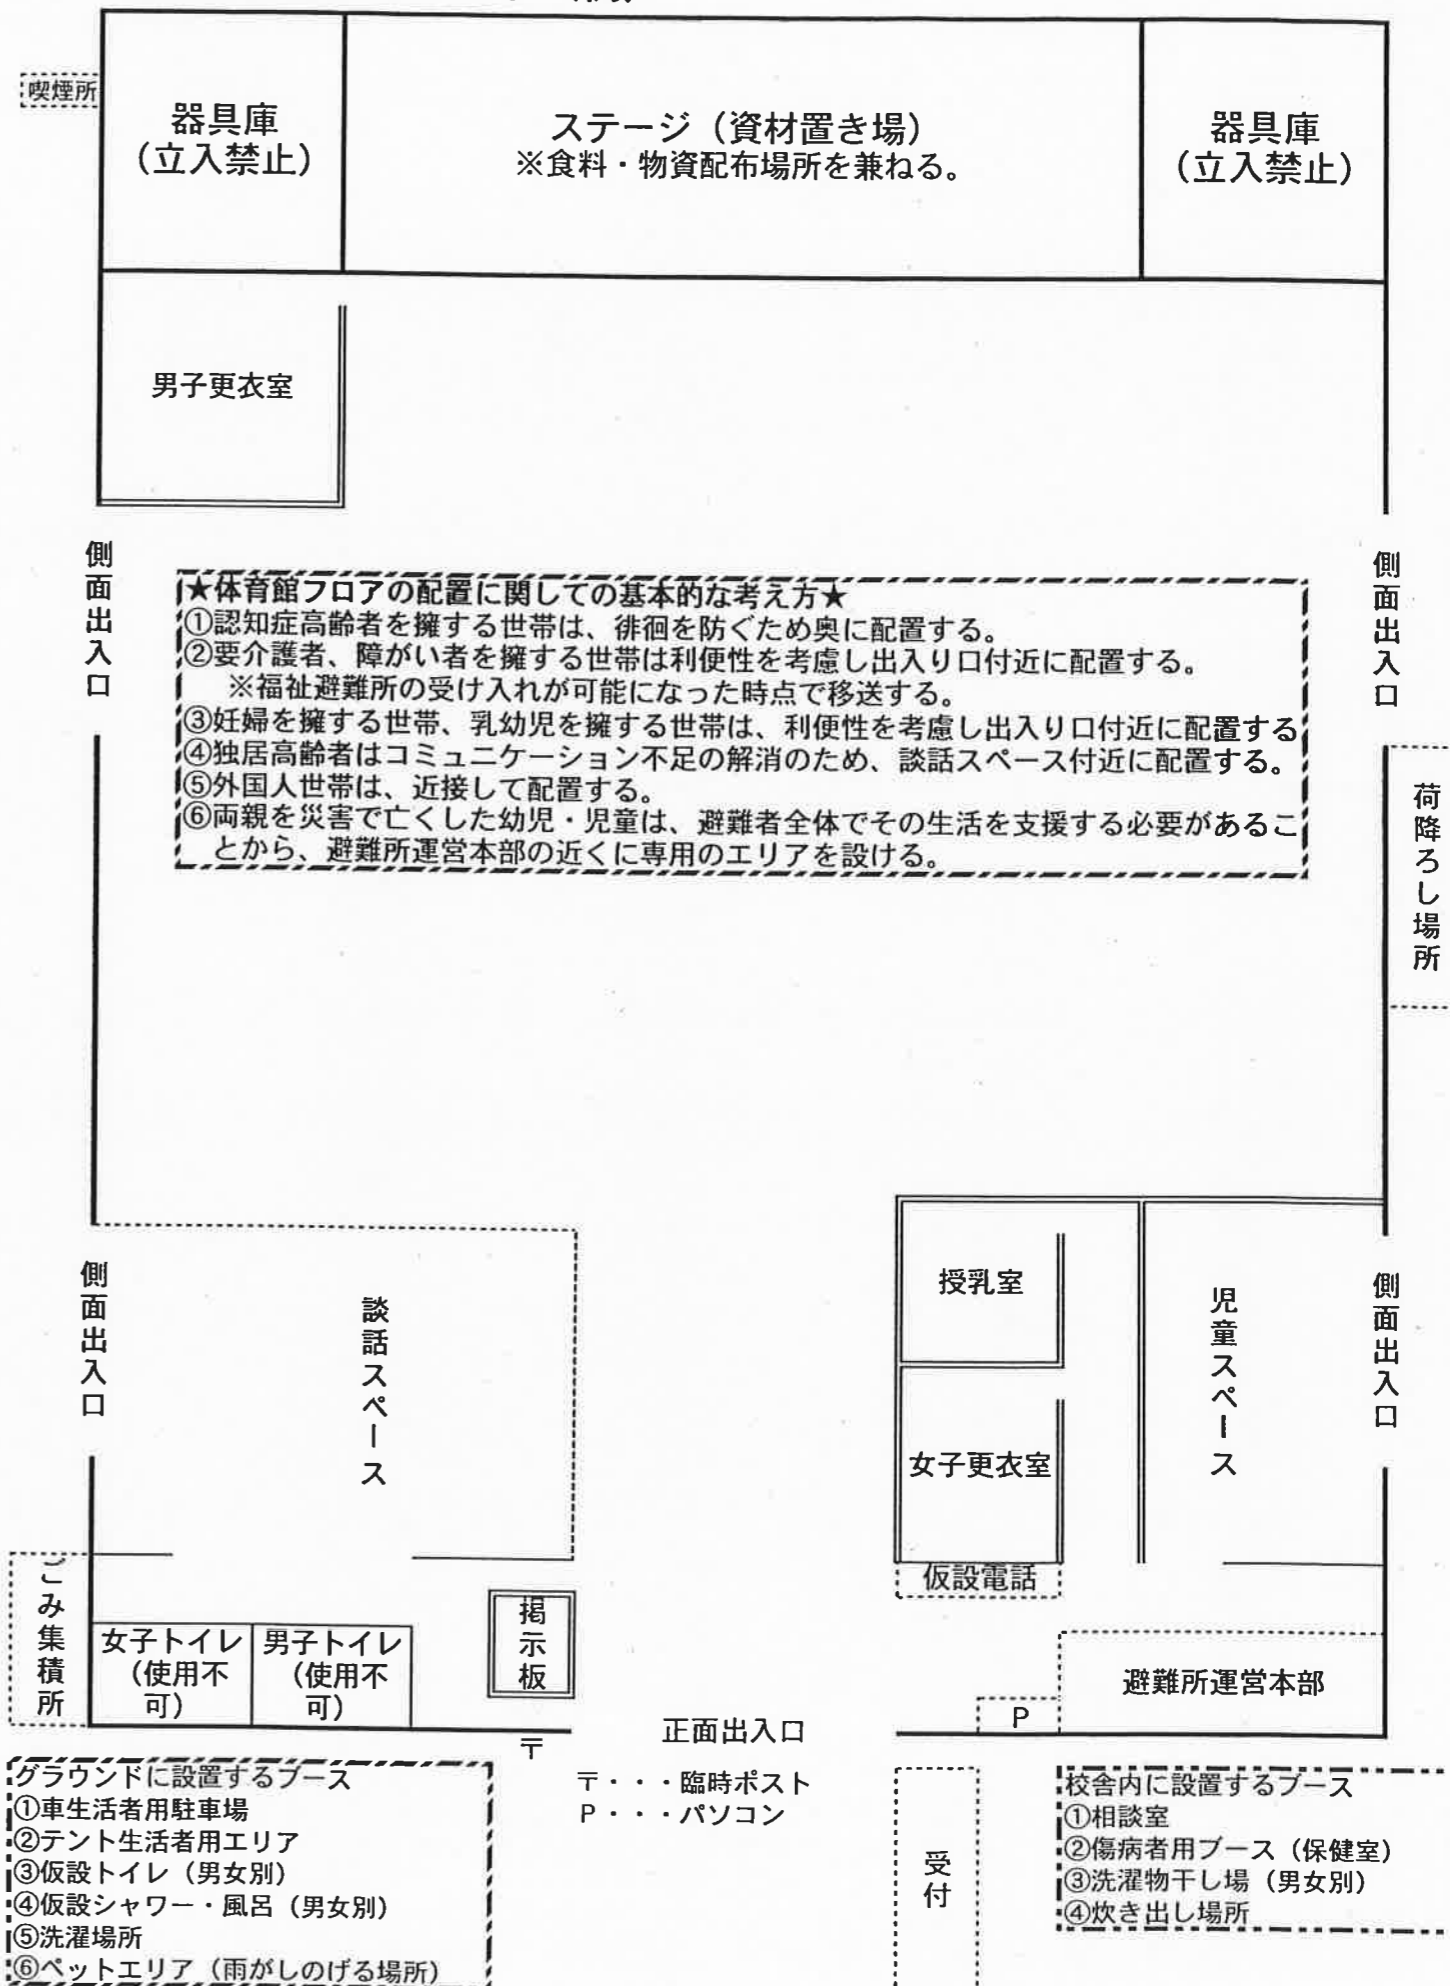 喫煙所
器具庫
（立入禁止）
ステージ（資材置き場）
※食料・物資配布場所を兼ねる。
器具庫
（立入禁止）
男子更衣室
側面出入口
側面出入口
★体育館フロアの配置に関しての基本的な考え方★
①認知症高齢者を擁する世帯は、徘徊を防ぐため奥に配置する。
②要介護者、障がい者を擁する世帯は利便性を考慮し出入り口付近に配置する。
※福祉避難所の受け入れが可能になった時点で移送する。
③妊婦を擁する世帯、乳幼児を擁する世帯は、利便性を考慮し出入り口付近に配置する
④独居高齢者はコミュニケーション不足の解消のため、談話スペース付近に配置する。
⑤外国人世帯は、近接して配置する。
⑥両親を災害で亡くした幼児・児童は、避難者全体でその生活を支援する必要があるこ
とから、避難所運営本部の近くに専用のエリアを設ける。
荷降ろし場所
側面出入口
談話スペース
授乳室
児童スペース
側面出入口
女子更衣室
仮設電話
ごみ集積所
女子トイレ
（使用不
可）
男子トイレ
（使用不
可）
掲示板
避難所運営本部
P
正面出入口
〒
〒・・・臨時ポスト
P・・・パソコン
受付
グラウンドに設置するブース
①車生活者用駐車場
②テント生活者用エリア
③仮設トイレ（男女別）
④仮設シャワー・風呂（男女別）
⑤洗濯場所
⑥ペットエリア（雨がしのげる場所）
校舎内に設置するブース
①相談室
②傷病者用ブース（保健室）
③洗濯物干し場（男女別）
④炊き出し場所